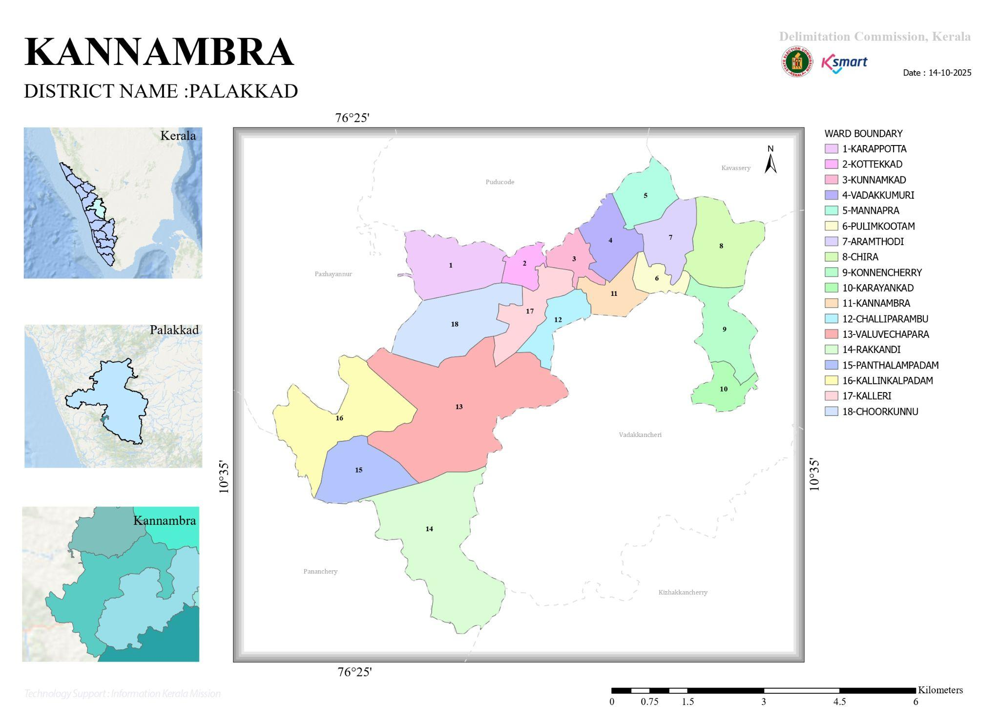 KANNAMBRA
DISTRICT NAME :PALAKKAD
Delimitation Commission, Kerala
STATE ELECTION COMMISSION
KERALA
Ksmart
Date : 14-10-2025
Kerala
Palakkad
Kannambra
76°25'
10°35'
10°35'
76°25'
N
Kavassery
Puducode
Pazhayannur
Vadakkancheri
Pananchery
Kizhakkancherry
5
4
7
8
3
2
1
6
11
17
12
18
9
10
13
16
15
14
WARD BOUNDARY
1-KARAPPOTTA
2-KOTTEKKAD
3-KUNNAMKAD
4-VADAKKUMURI
5-MANNAPRA
6-PULIMKOOTAM
7-ARAMTHODI
8-CHIRA
9-KONNENCHERRY
10-KARAYANKAD
11-KANNAMBRA
12-CHALLIPARAMBU
13-VALUVECHAPARA
14-RAKKANDI
15-PANTHALAMPADAM
16-KALLINKALPADAM
17-KALLERI
18-CHOORKUNNU
Technology Support : Information Kerala Mission
Kilometers
0 0.75 1.5 3 4.5 6